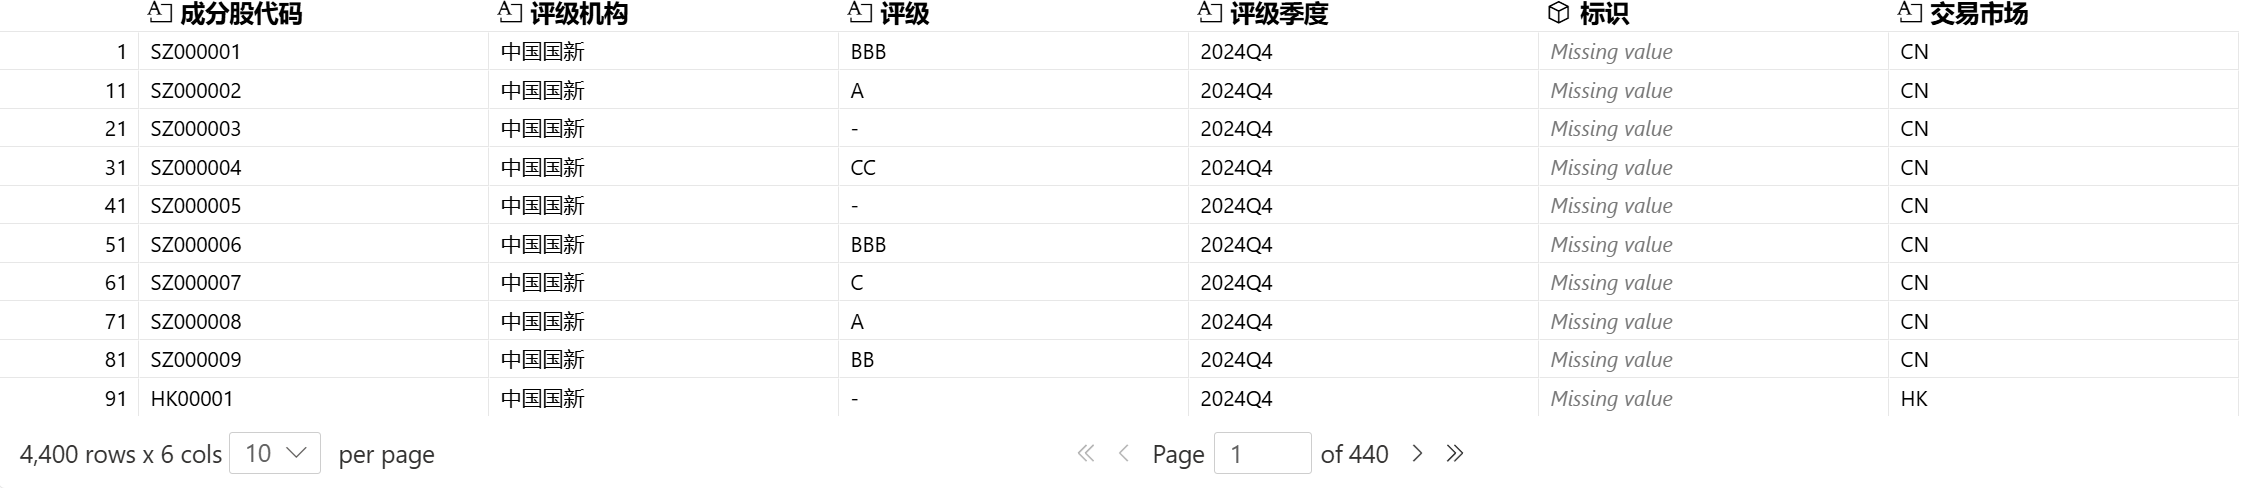 成分股代码 评级机构 评级 评级季度 标识 交易市场
1 SZ000001 中国国新 BBB 2024Q4 Missing value CN
11 SZ000002 中国国新 A 2024Q4 Missing value CN
21 SZ000003 中国国新 - 2024Q4 Missing value CN
31 SZ000004 中国国新 CC 2024Q4 Missing value CN
41 SZ000005 中国国新 - 2024Q4 Missing value CN
51 SZ000006 中国国新 BBB 2024Q4 Missing value CN
61 SZ000007 中国国新 C 2024Q4 Missing value CN
71 SZ000008 中国国新 A 2024Q4 Missing value CN
81 SZ000009 中国国新 BB 2024Q4 Missing value CN
91 HK00001 中国国新 - 2024Q4 Missing value HK
4,400 rows x 6 cols 10 per page Page 1 of 440